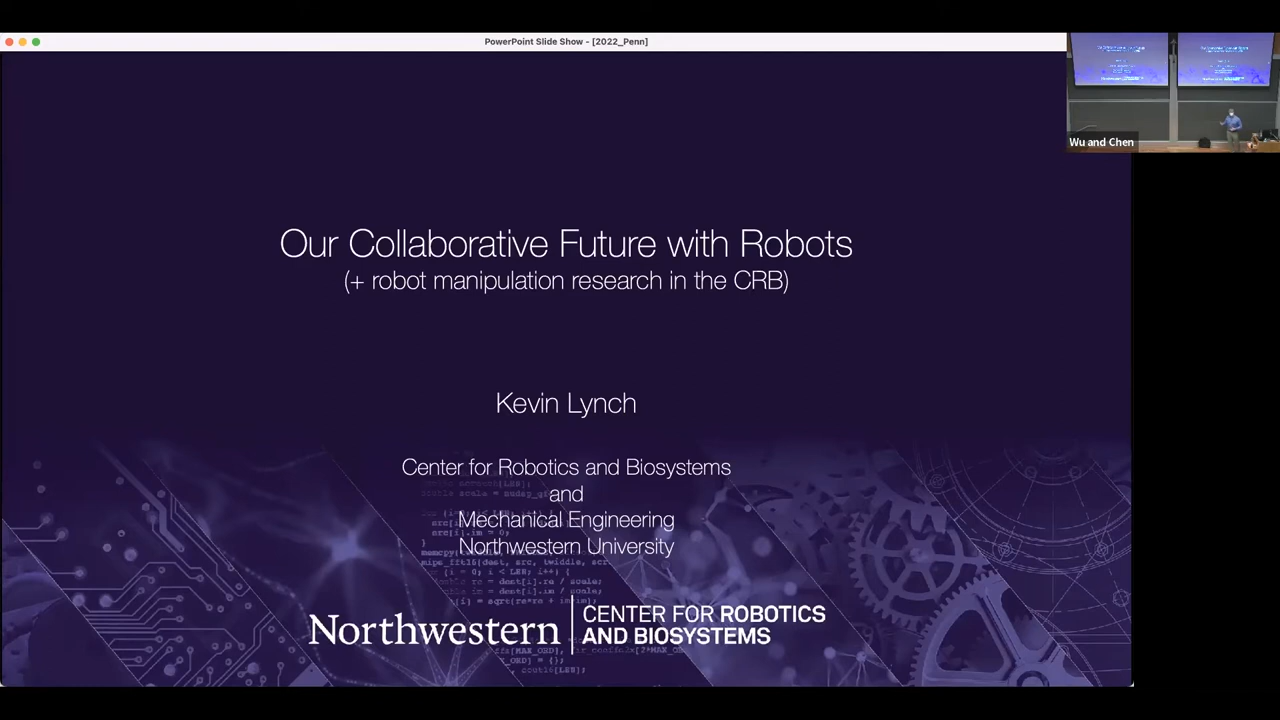 PowerPoint Slide Show - [2022_Penn]
Wu and Chen
Our Collaborative Future with Robots
(+ robot manipulation research in the CRB)
Kevin Lynch
Center for Robotics and Biosystems
and
Mechanical Engineering
Northwestern University
Northwestern
CENTER FOR ROBOTICS
AND BIOSYSTEMS